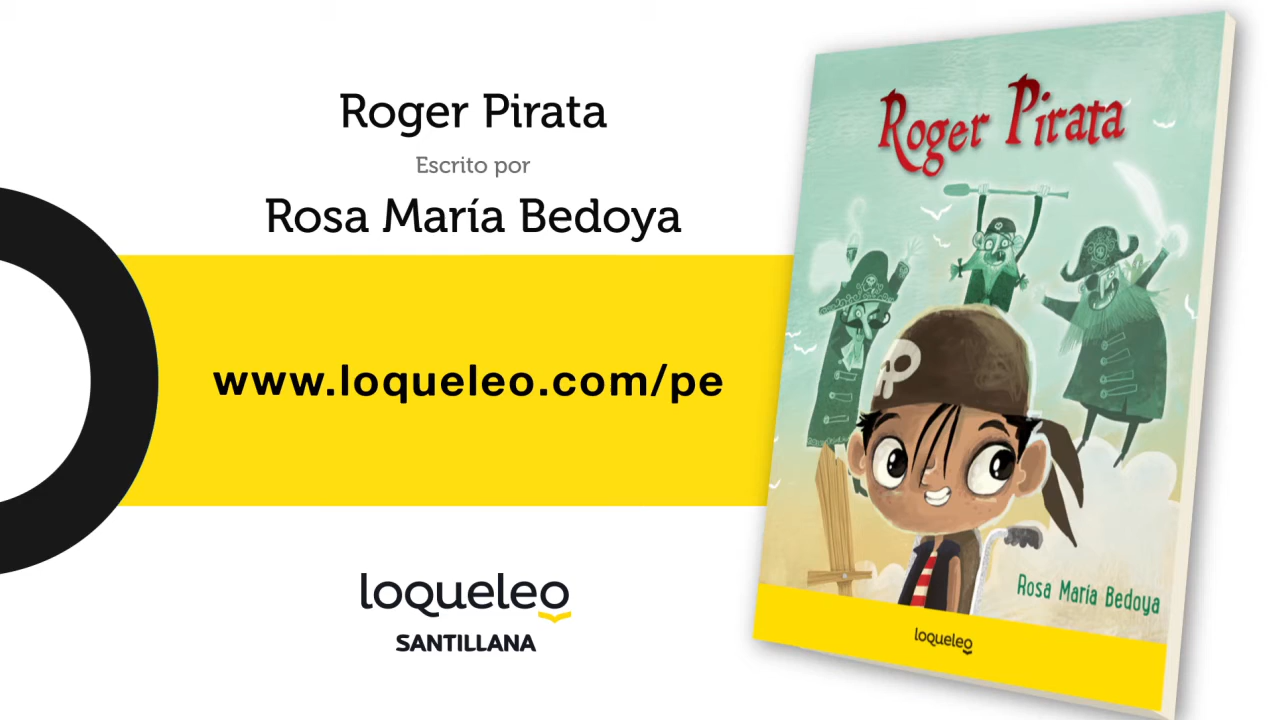 Roger Pirata
Escrito por
Rosa María Bedoya
www.loqueleo.com/pe
loqueleo
SANTILLANA
Roger Pirata
Rosa María Bedoya
loqueleo